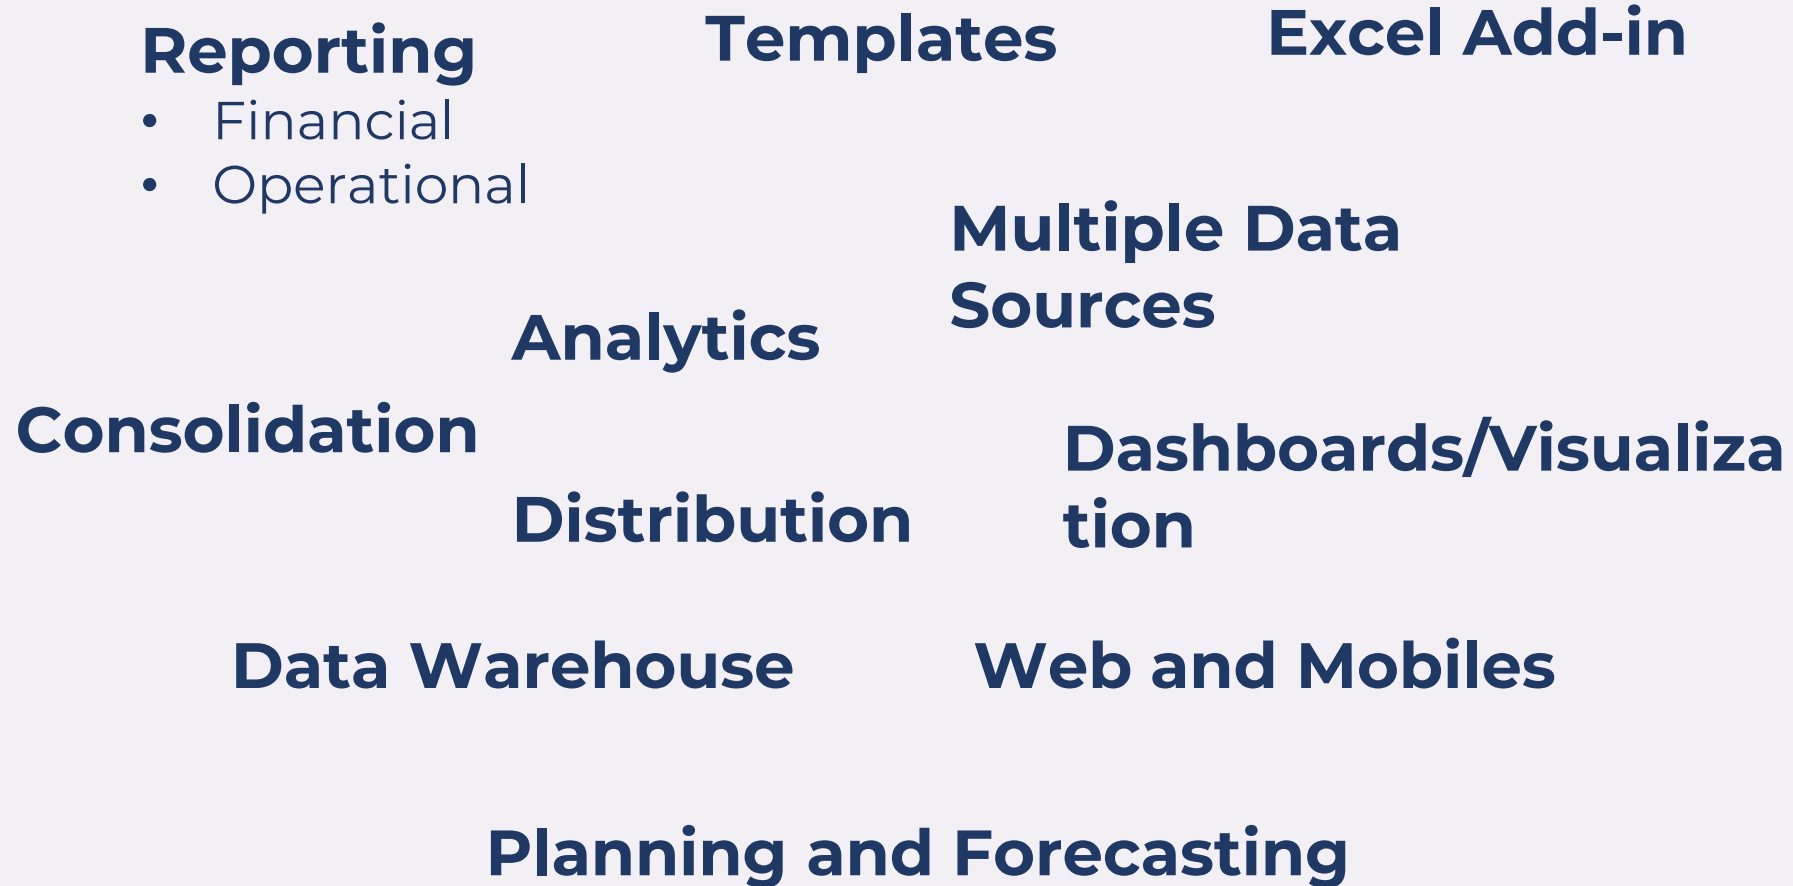 Reporting
• Financial
• Operational
Templates
Excel Add-in
Multiple Data
Sources
Analytics
Consolidation
Dashboards/Visualiza
tion
Distribution
Data Warehouse
Web and Mobiles
Planning and Forecasting